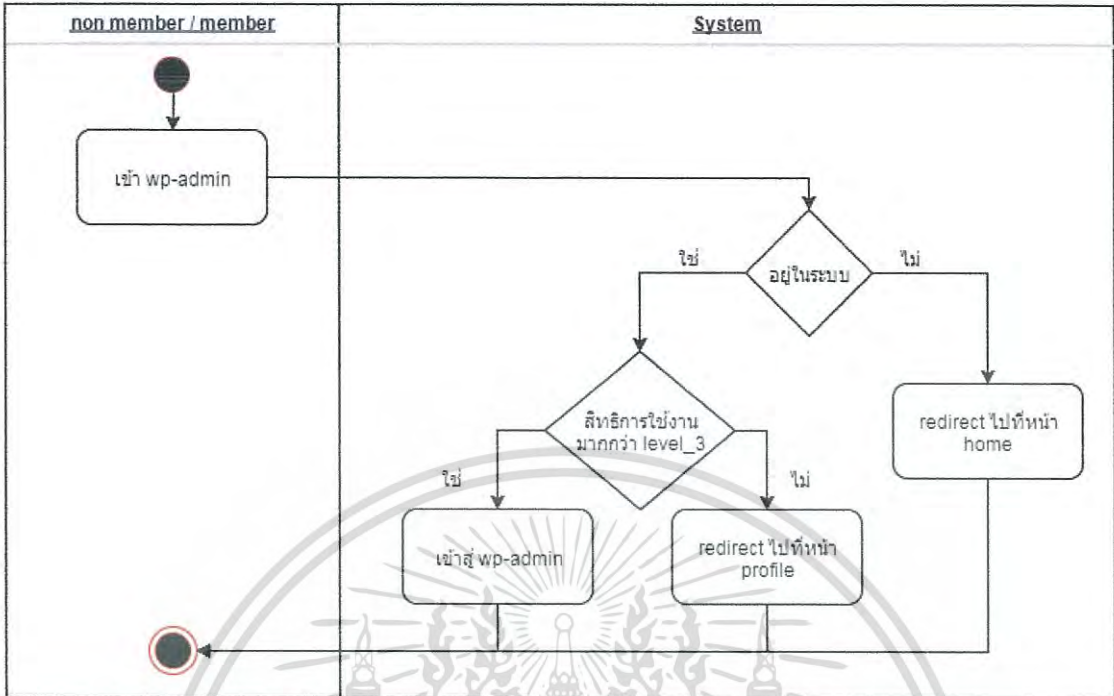 non member / member
System
เข้า wp-admin
อยู่ในระบบ
ใช่
ไม่
สิทธิการใช้งาน
มากกว่า level_3
redirect ไปที่หน้า
home
ใช่
ไม่
เข้าสู่ wp-admin
redirect ไปที่หน้า
profile